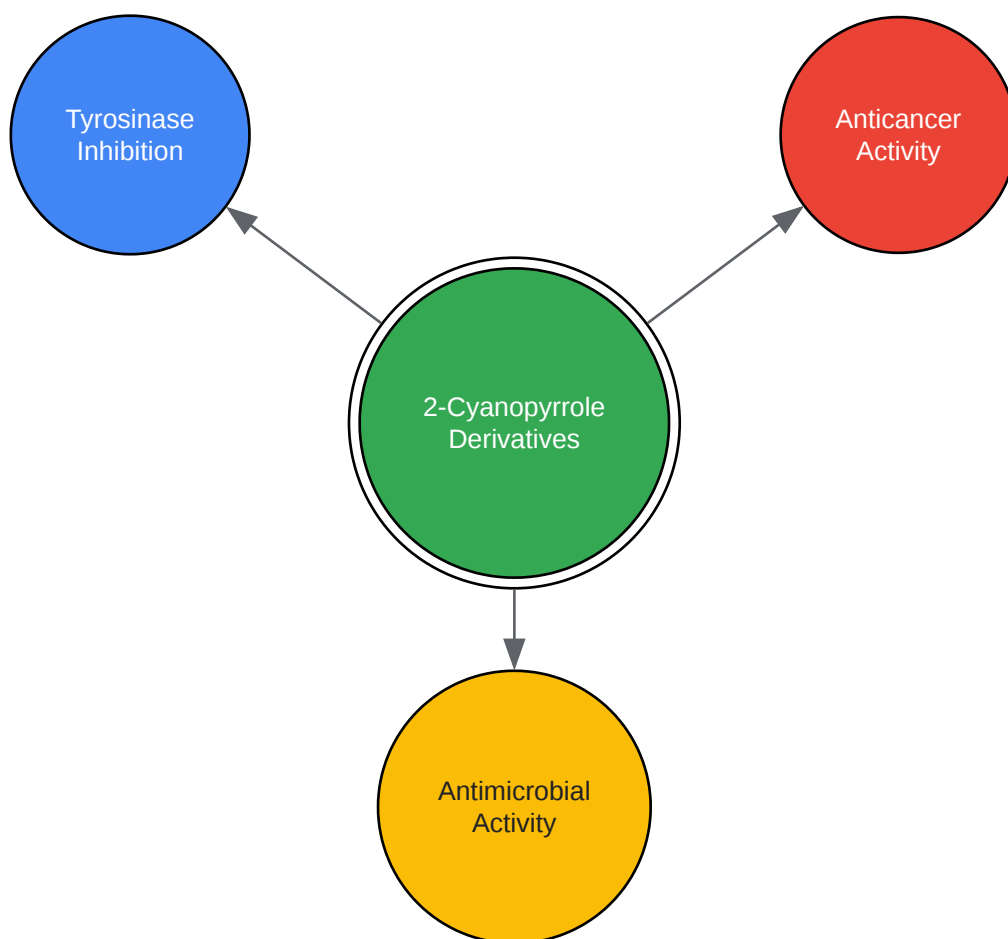 Tyrosinase
Inhibition
Anticancer
Activity
2-Cyanopyrrole
Derivatives
Antimicrobial
Activity